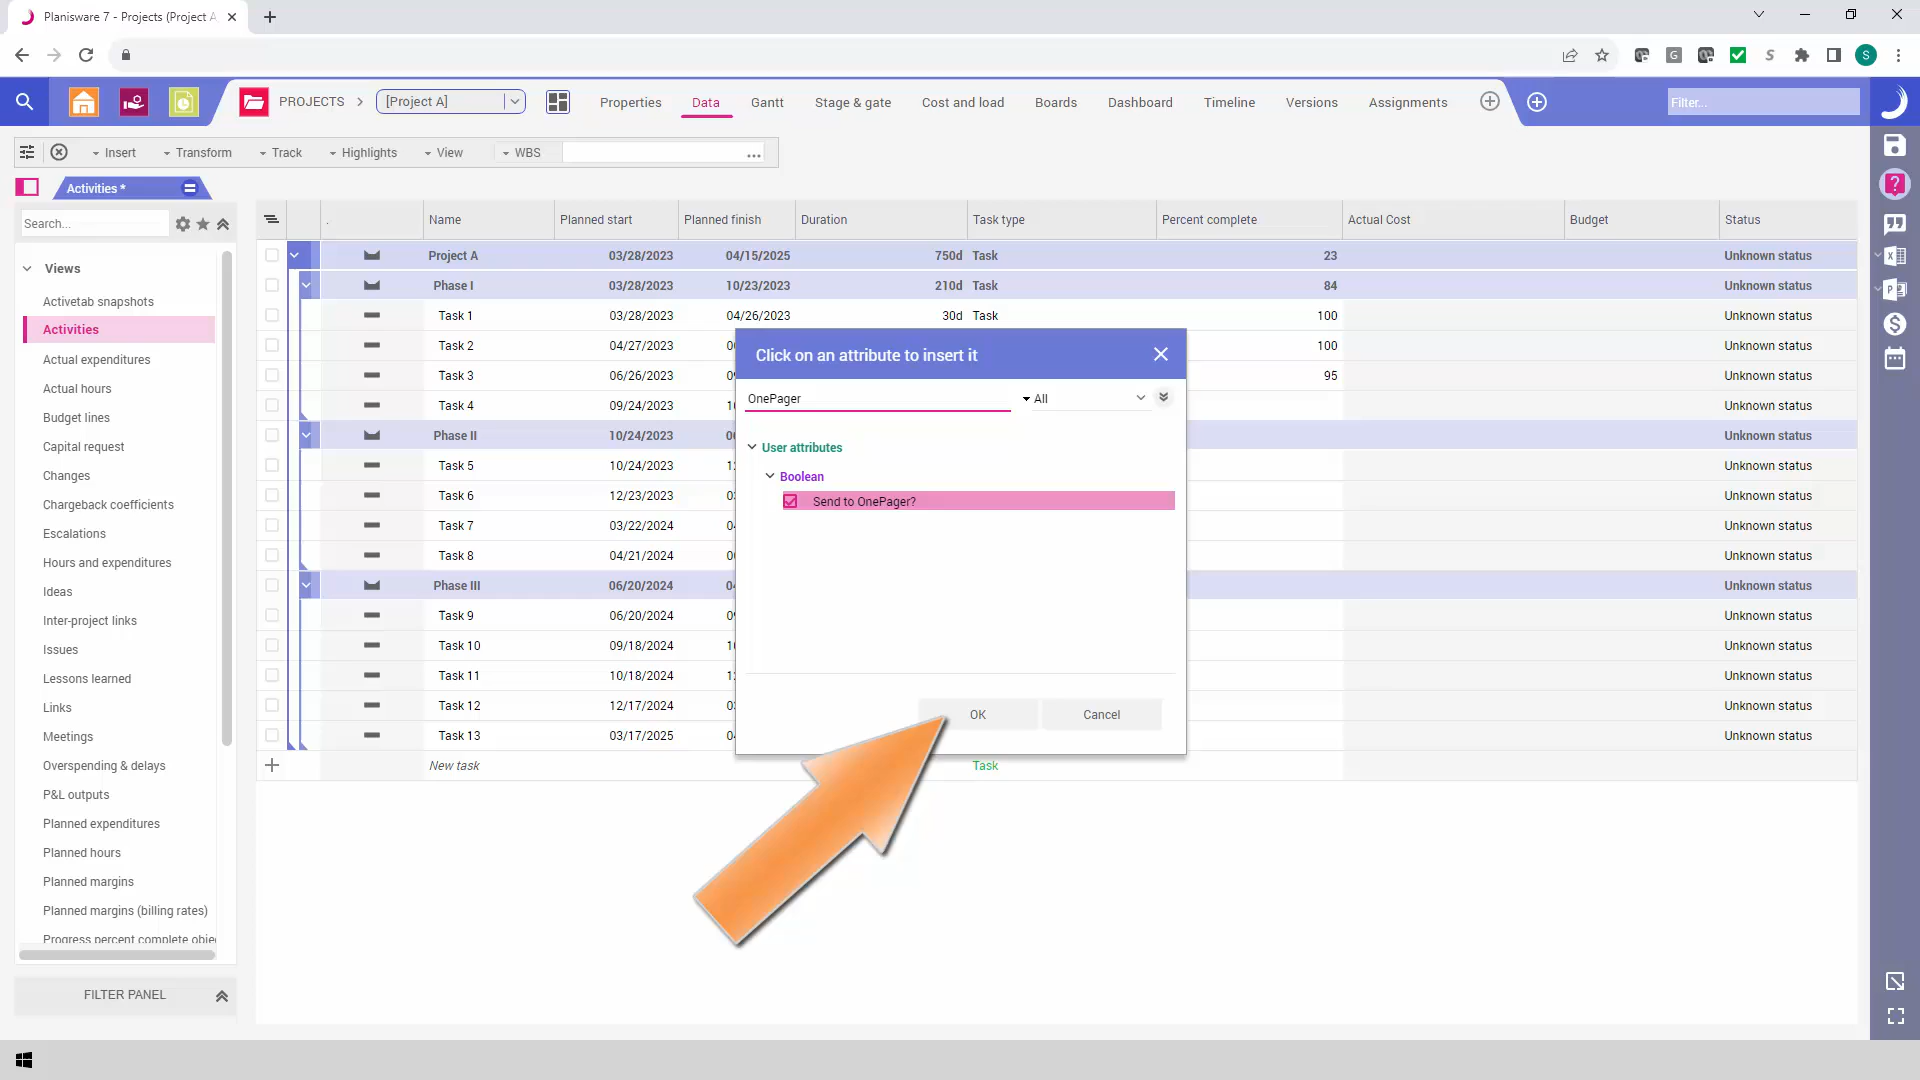 Planisware 7 - Projects (Project A
PROJECTS
[Project A]
Properties
Data
Gantt
Stage & gate
Cost and load
Boards
Dashboard
Timeline
Versions
Assignments
Filter...
Insert
Transform
Track
Highlights
View
WBS
...
Activities *
Search...
Views
Activetab snapshots
Activities
Actual expenditures
Actual hours
Budget lines
Capital request
Changes
Chargeback coefficients
Escalations
Hours and expenditures
Ideas
Inter-project links
Issues
Lessons learned
Links
Meetings
Overspending & delays
P&L outputs
Planned expenditures
Planned hours
Planned margins
Planned margins (billing rates)
Progress percent complete obje
FILTER PANEL
. Name Planned start Planned finish Duration Task type Percent complete Actual Cost Budget Status
Project A 03/28/2023 04/15/2025 750d Task 23 Unknown status
Phase I 03/28/2023 10/23/2023 210d Task 84 Unknown status
Task 1 03/28/2023 04/26/2023 30d Task 100 Unknown status
Task 2 04/27/2023 100 Unknown status
Task 3 06/26/2023 95 Unknown status
Task 4 09/24/2023 Unknown status
Phase II 10/24/2023 Unknown status
Task 5 10/24/2023 Unknown status
Task 6 12/23/2023 Unknown status
Task 7 03/22/2024 Unknown status
Task 8 04/21/2024 Unknown status
Phase III 06/20/2024 Unknown status
Task 9 06/20/2024 Unknown status
Task 10 09/18/2024 Unknown status
Task 11 10/18/2024 Unknown status
Task 12 12/17/2024 Unknown status
Task 13 03/17/2025 Unknown status
New task Task
Click on an attribute to insert it
OnePager
All
User attributes
Boolean
Send to OnePager?
OK
Cancel